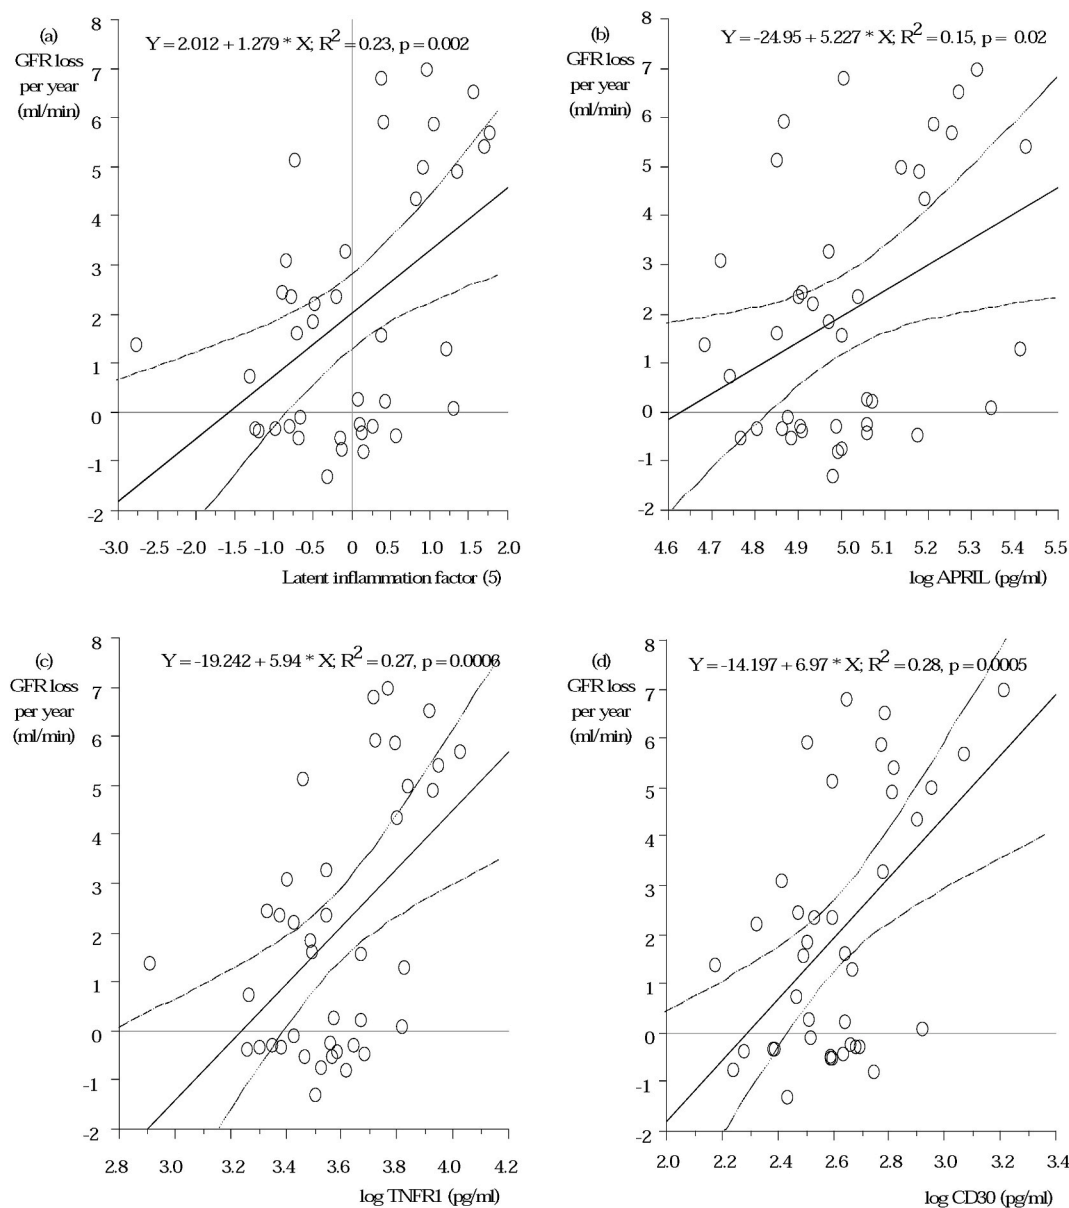 (a)
GFR loss
per year
(ml/min)
Y = 2.012 + 1.279 * X; R2 = 0.23, p = 0.002
8
7
6
5
4
3
2
1
0
-1
-2
-3.0 -2.5 -2.0 -1.5 -1.0 -0.5 0 0.5 1.0 1.5 2.0
Latent inflammation factor (5)
(b)
GFR loss
per year
(ml/min)
Y = -24.95 + 5.227 * X; R2 = 0.15, p = 0.02
8
7
6
5
4
3
2
1
0
-1
-2
4.6 4.7 4.8 4.9 5.0 5.1 5.2 5.3 5.4 5.5
log APRIL (pg/ml)
(c)
GFR loss
per year
(ml/min)
Y = -19.242 + 5.94 * X; R2 = 0.27, p = 0.0006
8
7
6
5
4
3
2
1
0
-1
-2
2.8 3.0 3.2 3.4 3.6 3.8 4.0 4.2
log TNFR1 (pg/ml)
(d)
GFR loss
per year
(ml/min)
Y = -14.197 + 6.97 * X; R2 = 0.28, p = 0.0005
8
7
6
5
4
3
2
1
0
-1
-2
2.0 2.2 2.4 2.6 2.8 3.0 3.2 3.4
log CD30 (pg/ml)